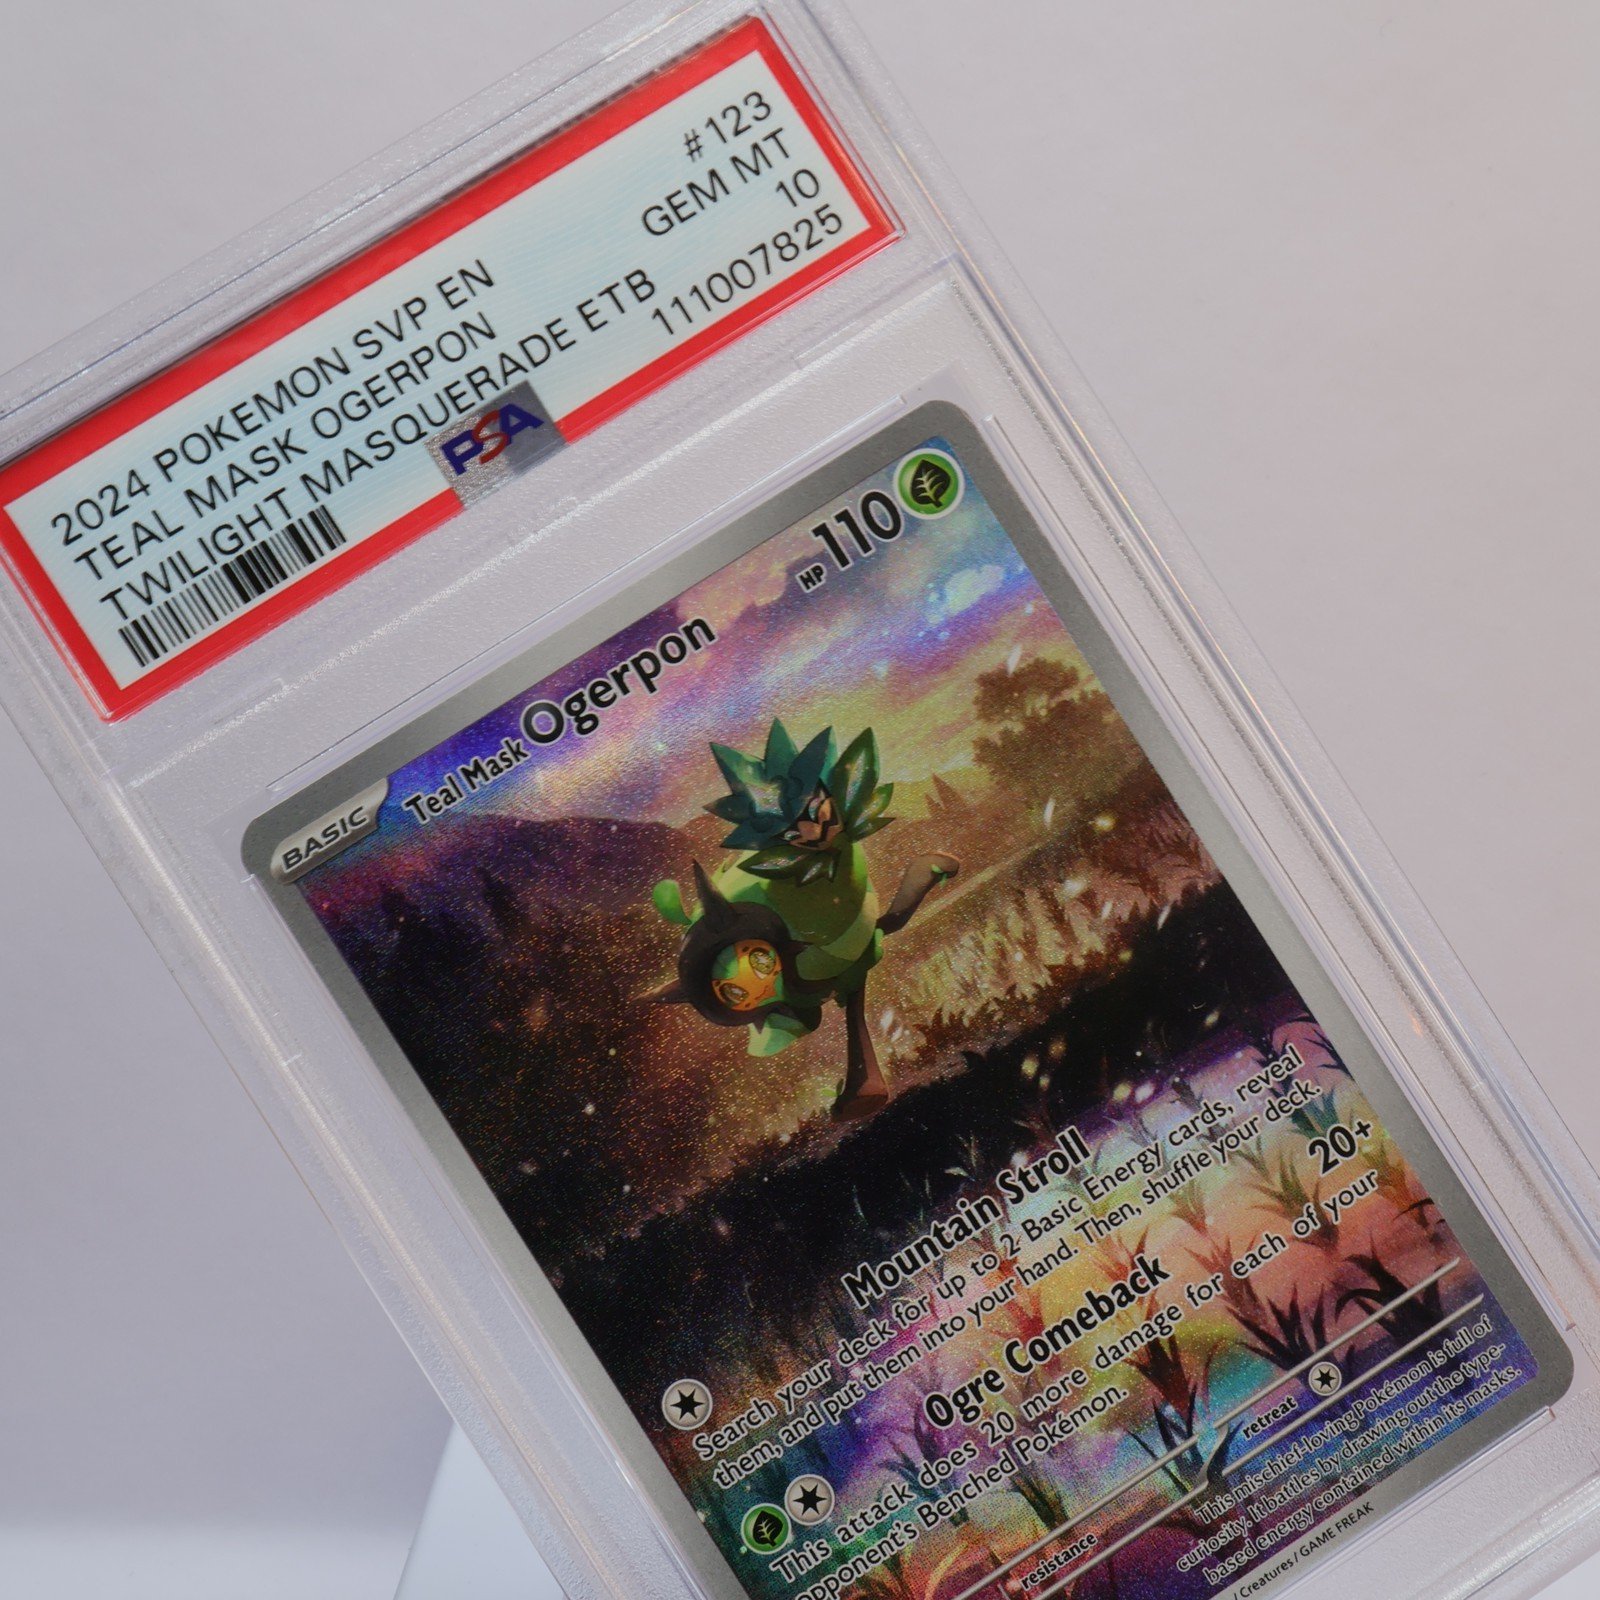 2024 POKEMON SVP EN #123
TEAL MASK OGERPON GEM MT
TWILIGHT MASQUERADE ETB 10
111007825
PSA
BASIC
Teal Mask Ogerpon HP 110
Mountain Stroll
Search your deck for up to 2 Basic Energy cards, reveal
them, and put them into your hand. Then, shuffle your deck.
Ogre Comeback 20+
This attack does 20 more damage for each of your
opponent's Benched Pokémon.
resistance
retreat
This mischief-loving Pokémon is full of
curiosity. It battles by drawing out the type-
based energy contained within its masks.
/ Creatures / GAME FREAK